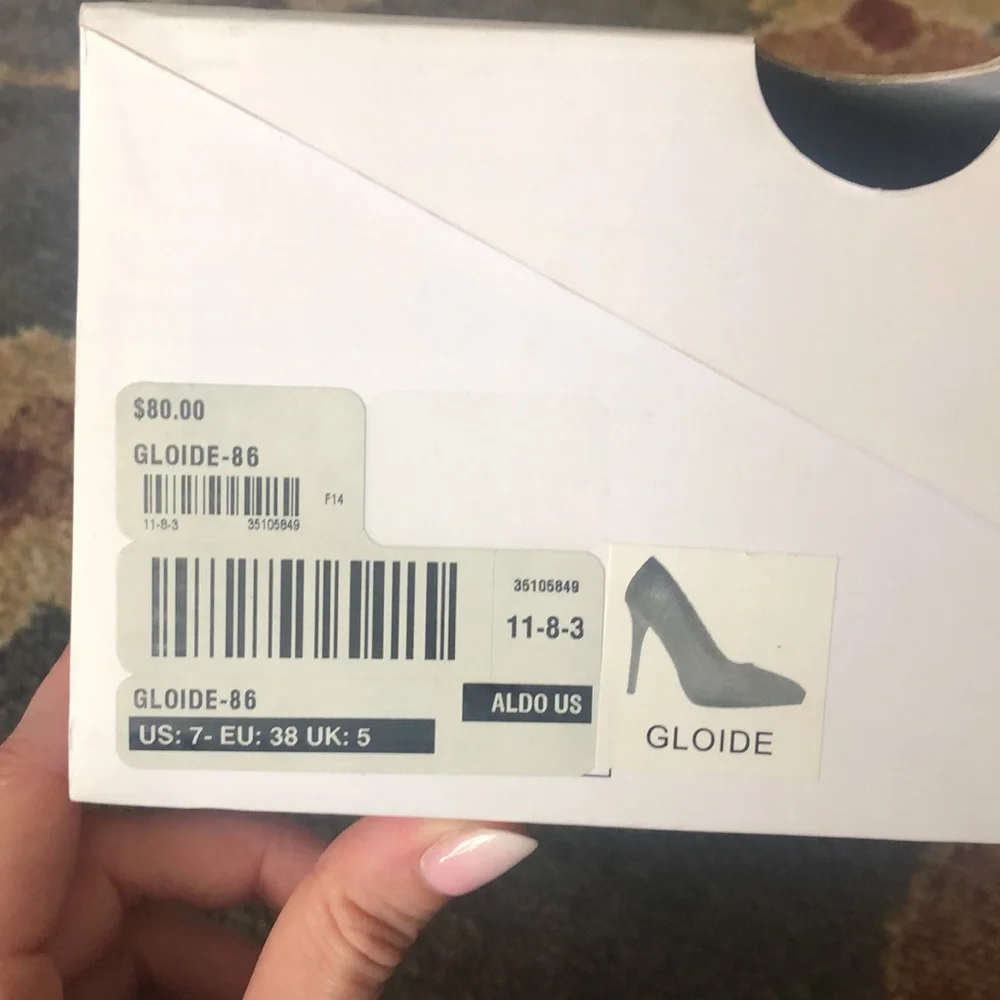 $80.00
GLOIDE-86
F14
11-8-3 35105849
35105849
11-8-3
GLOIDE-86
ALDO US
US: 7- EU: 38 UK: 5
GLOIDE